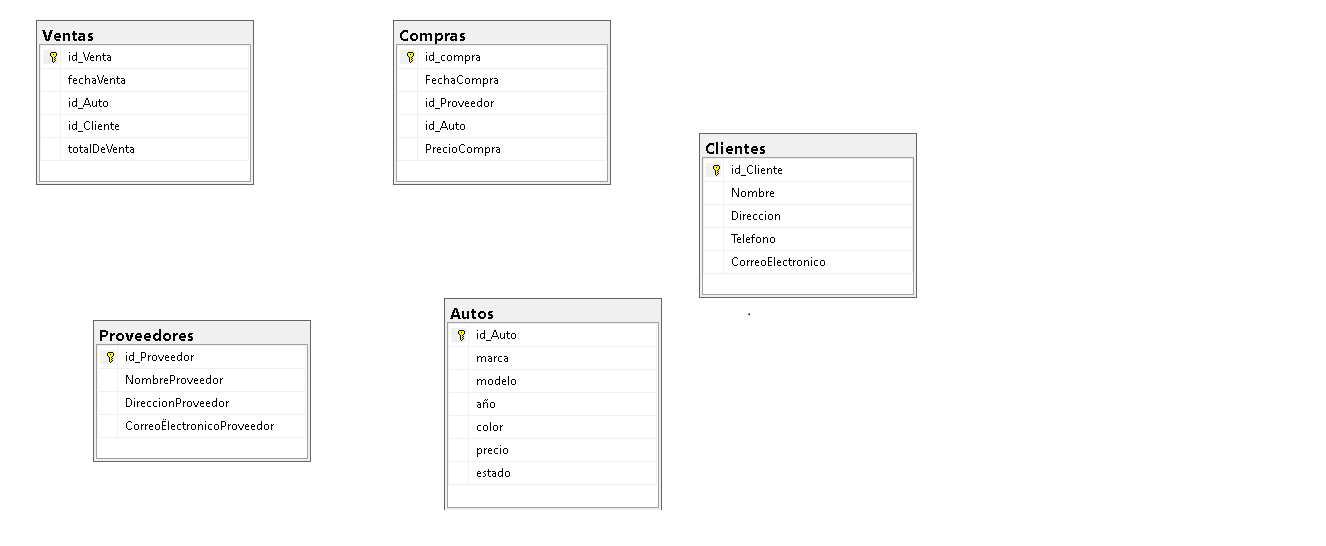 Ventas
id_Venta
fechaVenta
id_Auto
id_Cliente
totalDeVenta
Compras
id_compra
FechaCompra
id_Proveedor
id_Auto
PrecioCompra
Clientes
id_Cliente
Nombre
Direccion
Telefono
CorreoElectronico
Proveedores
id_Proveedor
NombreProveedor
DireccionProveedor
CorreoËlectronicoProveedor
Autos
id_Auto
marca
modelo
año
color
precio
estado